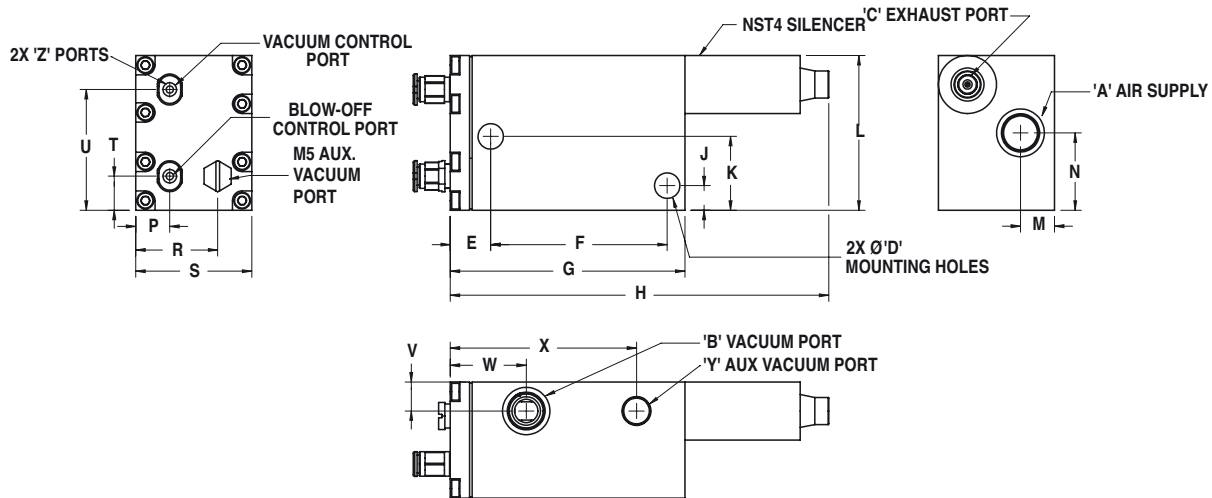 2X 'Z' PORTS
VACUUM CONTROL
PORT
BLOW-OFF
CONTROL PORT
M5 AUX.
VACUUM
PORT
U
T
P
R
S
NST4 SILENCER
'C' EXHAUST PORT
'A' AIR SUPPLY
L
J
K
N
M
E
F
G
H
2X Ø'D'
MOUNTING HOLES
V
W
X
'B' VACUUM PORT
'Y' AUX VACUUM PORT